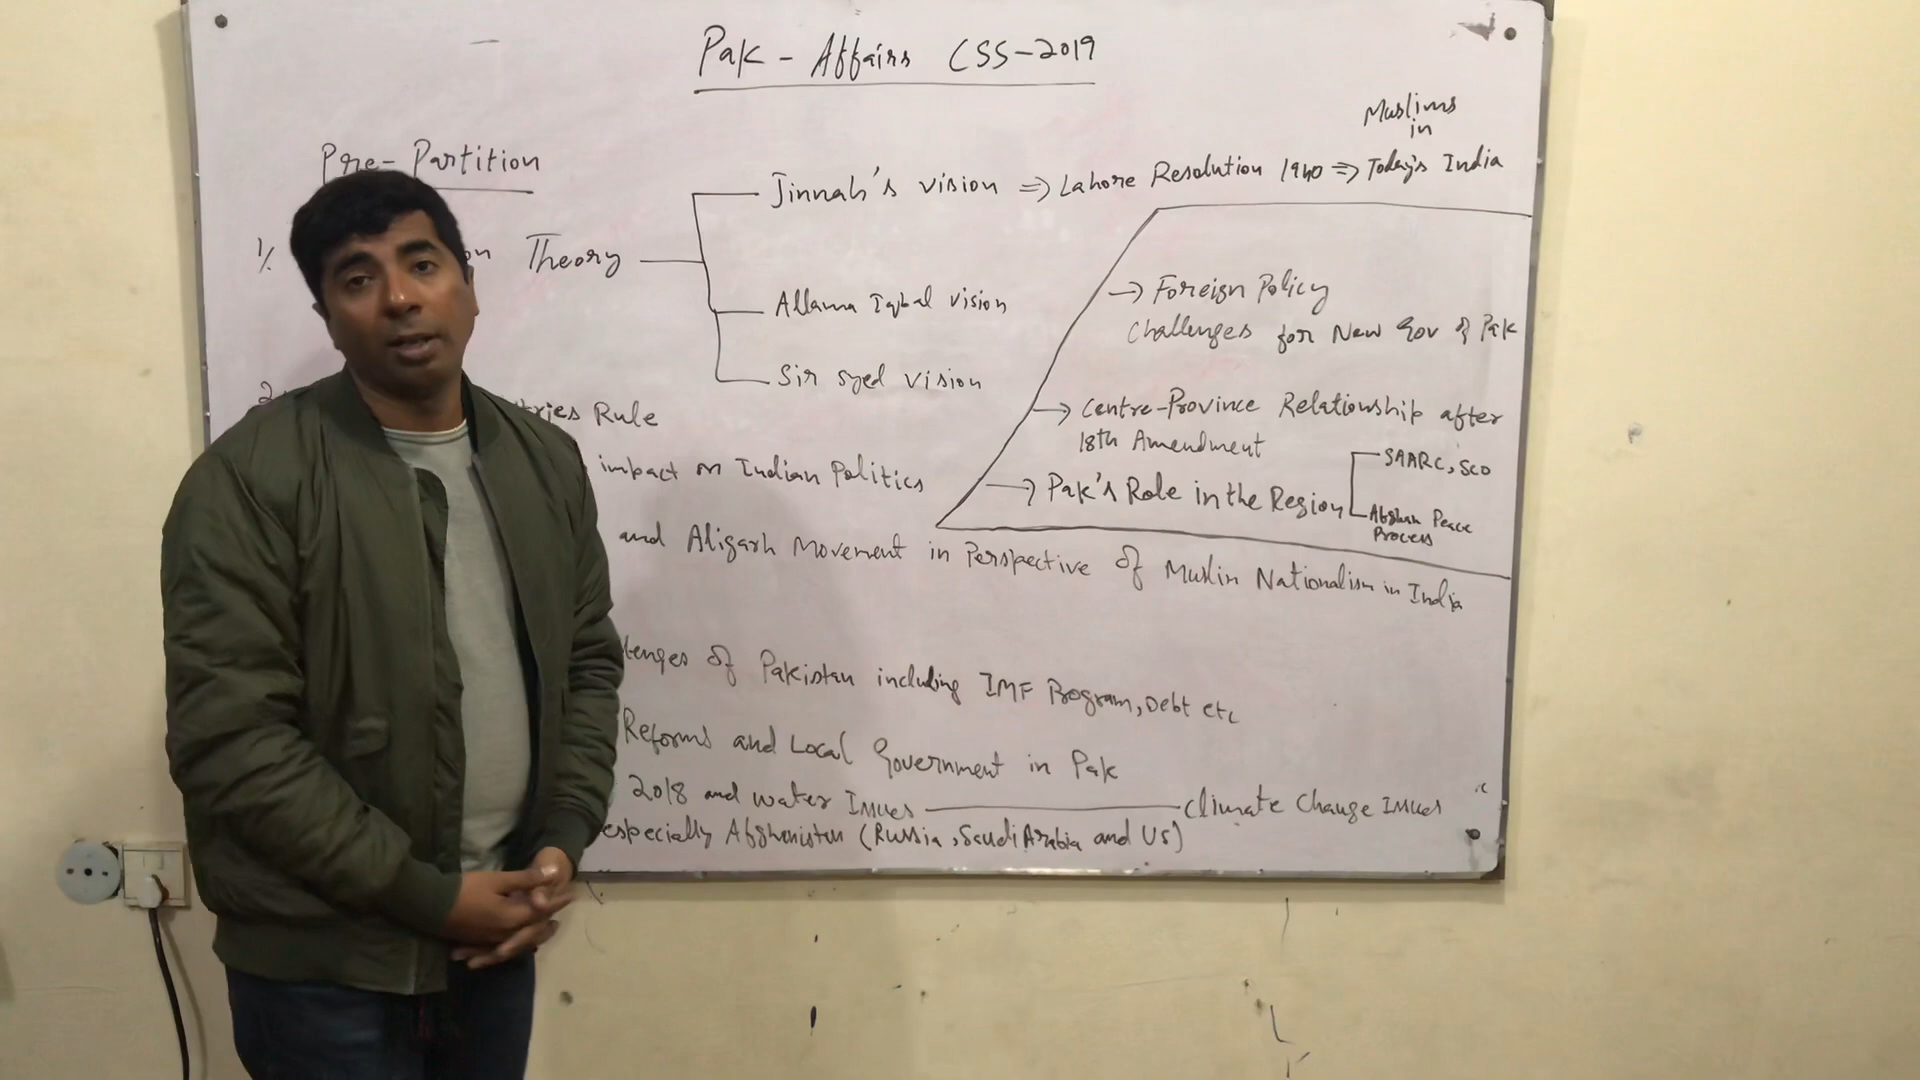 Pak - Affairs CSS-2019
Muslims
in
Pre-Partition
Jinnah's vision => Lahore Resolution 1940 => Today's India
1/. on Theory
Allama Iqbal vision
Sir Syed vision
-> Foreign Policy
Challenges for New Gov of Pak
2 tries Rule
-> Centre-Province Relationship after
18th Amendment
SAARC, SCO
impact on Indian Politics
-> Pak's Role in the Region
Afghan Peace
Process
and Aligarh Movement in Perspective of Muslim Nationalism in India
llenges of Pakistan including IMF Program, Debt etc
Reforms and Local Government in Pak
2018 and water Issues — Climate Change Issues
especially Afghanistan (Russia, Saudi Arabia and US)